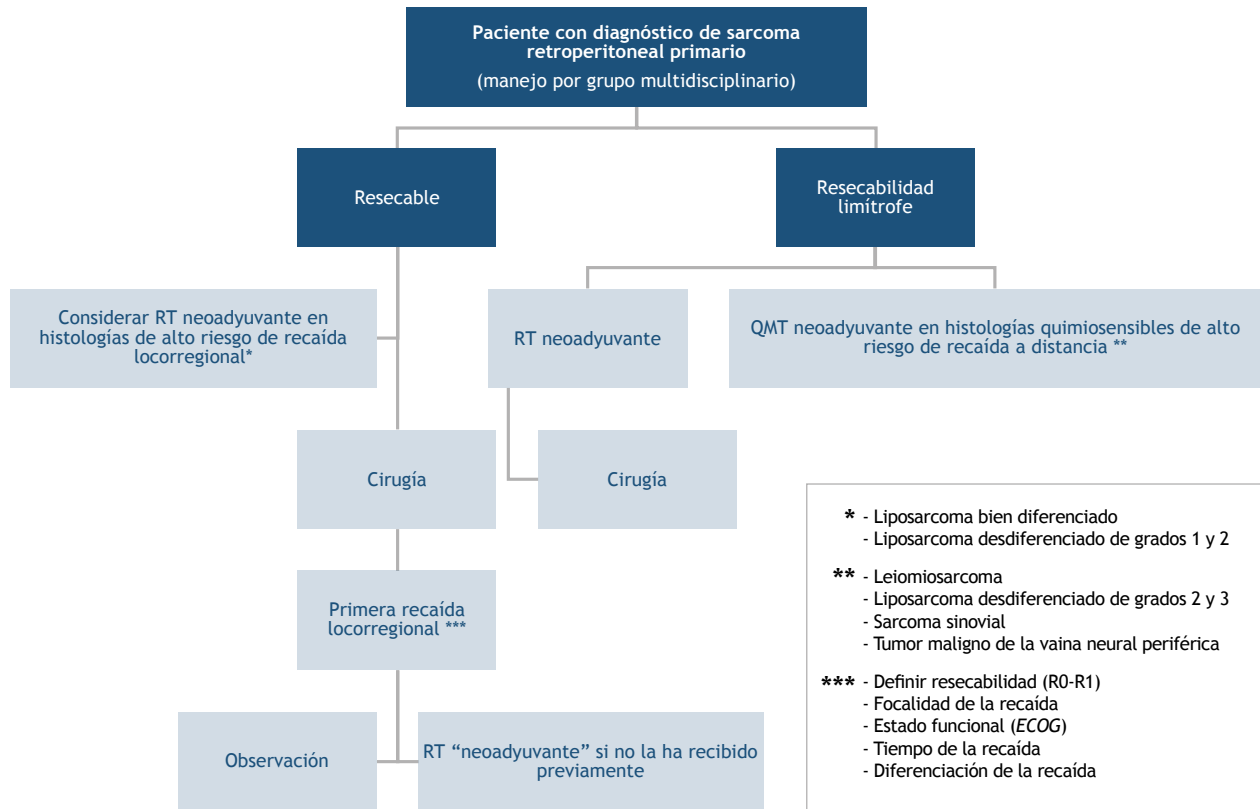 Paciente con diagnóstico de sarcoma
retroperitoneal primario
(manejo por grupo multidisciplinario)
Resecable
Resecabilidad
limítrofe
Considerar RT neoadyuvante en
histologías de alto riesgo de recaída
locorregional*
RT neoadyuvante
QMT neoadyuvante en histologías quimiosensibles de alto
riesgo de recaída a distancia **
Cirugía
Cirugía
Primera recaída
locorregional ***
Observación
RT “neoadyuvante” si no la ha recibido
previamente
* - Liposarcoma bien diferenciado
- Liposarcoma desdiferenciado de grados 1 y 2
** - Leiomiosarcoma
- Liposarcoma desdiferenciado de grados 2 y 3
- Sarcoma sinovial
- Tumor maligno de la vaina neural periférica
*** - Definir resecabilidad (R0-R1)
- Focalidad de la recaída
- Estado funcional (ECOG)
- Tiempo de la recaída
- Diferenciación de la recaída